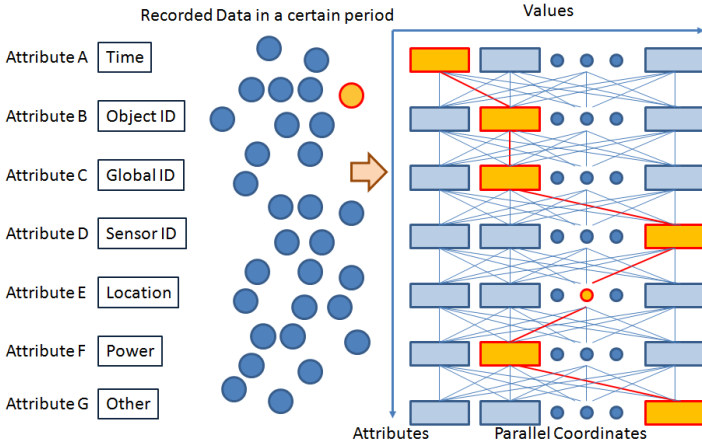 Recorded Data in a certain period
Values
Attribute A Time
Attribute B Object ID
Attribute C Global ID
Attribute D Sensor ID
Attribute E Location
Attribute F Power
Attribute G Other
Attributes
Parallel Coordinates